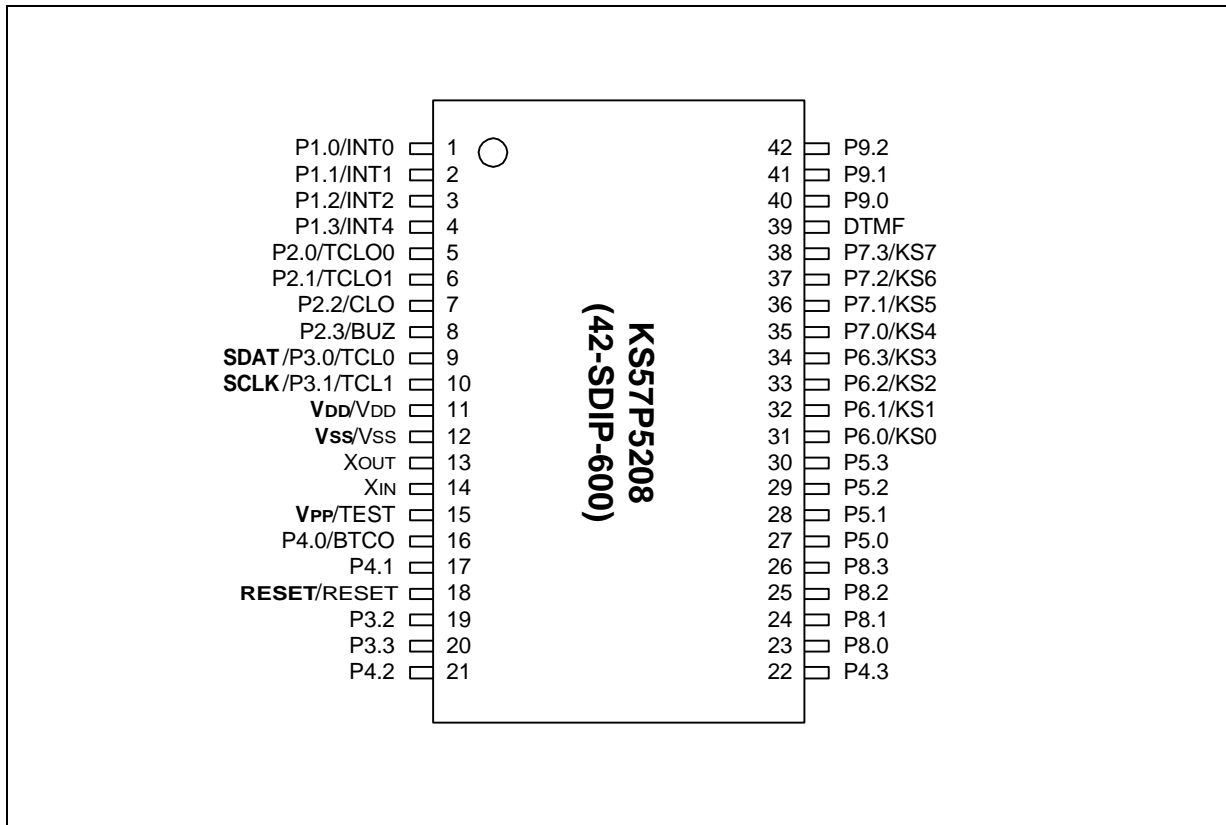 P1.0/INT0 1 42 P9.2
P1.1/INT1 2 41 P9.1
P1.2/INT2 3 40 P9.0
P1.3/INT4 4 39 DTMF
P2.0/TCLO0 5 38 P7.3/KS7
P2.1/TCLO1 6 37 P7.2/KS6
P2.2/CLO 7 36 P7.1/KS5
P2.3/BUZ 8 35 P7.0/KS4
SDAT/P3.0/TCL0 9 34 P6.3/KS3
SCLK/P3.1/TCL1 10 33 P6.2/KS2
VDD/VDD 11 32 P6.1/KS1
VSS/VSS 12 31 P6.0/KS0
XOUT 13 30 P5.3
XIN 14 29 P5.2
VPP/TEST 15 28 P5.1
P4.0/BTCO 16 27 P5.0
P4.1 17 26 P8.3
RESET/RESET 18 25 P8.2
P3.2 19 24 P8.1
P3.3 20 23 P8.0
P4.2 21 22 P4.3
KS57P5208
(42-SDIP-600)